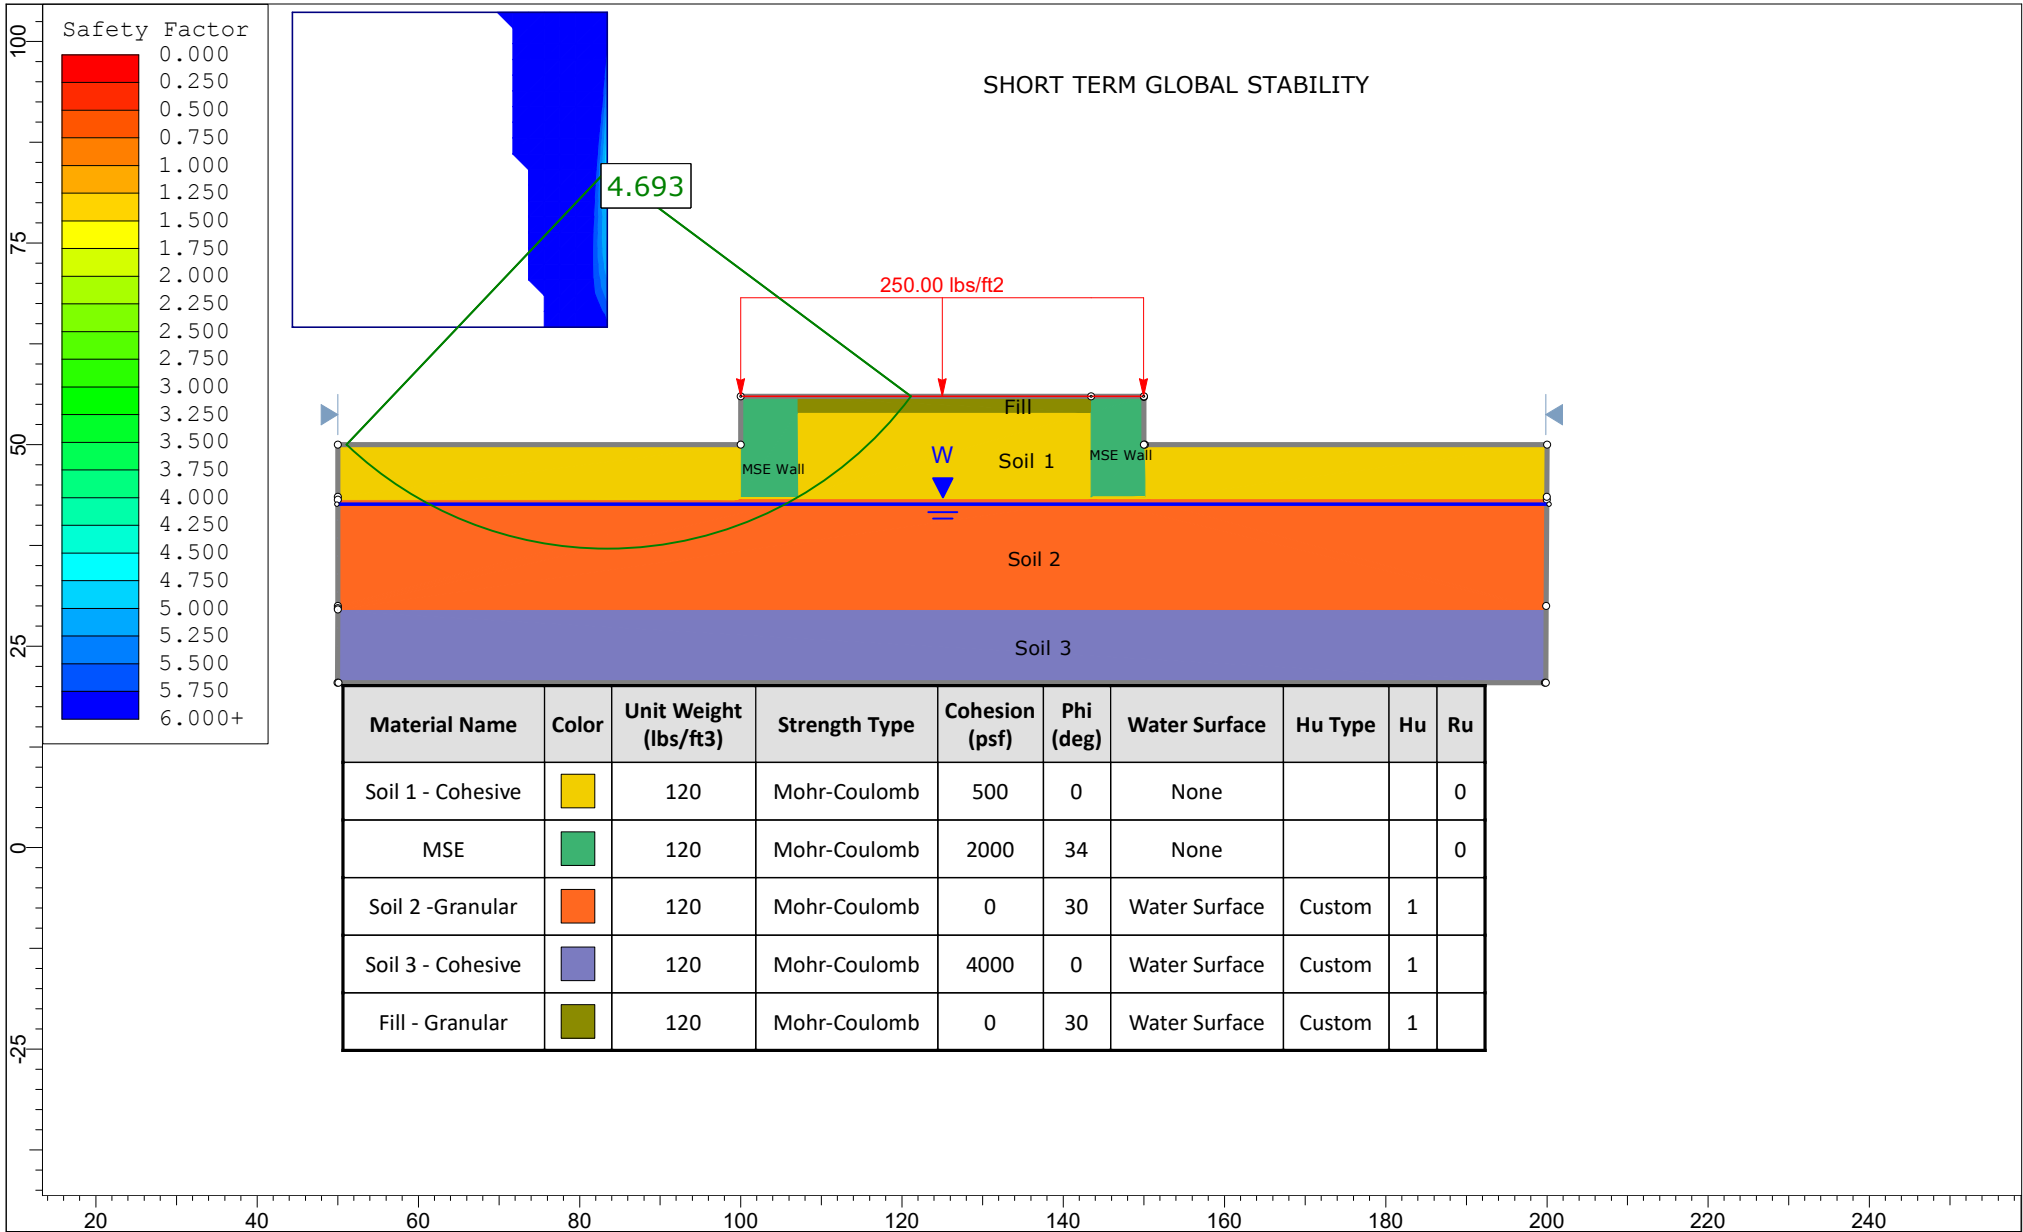 Safety Factor
0.000
0.250
0.500
0.750
1.000
1.250
1.500
1.750
2.000
2.250
2.500
2.750
3.000
3.250
3.500
3.750
4.000
4.250
4.500
4.750
5.000
5.250
5.500
5.750
6.000+
SHORT TERM GLOBAL STABILITY
4.693
250.00 lbs/ft2
Fill
W
Soil 1
MSE Wall
MSE Wall
Soil 2
Soil 3
Material Name Color Unit Weight (lbs/ft3) Strength Type Cohesion (psf) Phi (deg) Water Surface Hu Type Hu Ru
Soil 1 - Cohesive 120 Mohr-Coulomb 500 0 None 0
MSE 120 Mohr-Coulomb 2000 34 None 0
Soil 2 -Granular 120 Mohr-Coulomb 0 30 Water Surface Custom 1
Soil 3 - Cohesive 120 Mohr-Coulomb 4000 0 Water Surface Custom 1
Fill - Granular 120 Mohr-Coulomb 0 30 Water Surface Custom 1
100
75
50
25
0
-25
20 40 60 80 100 120 140 160 180 200 220 240